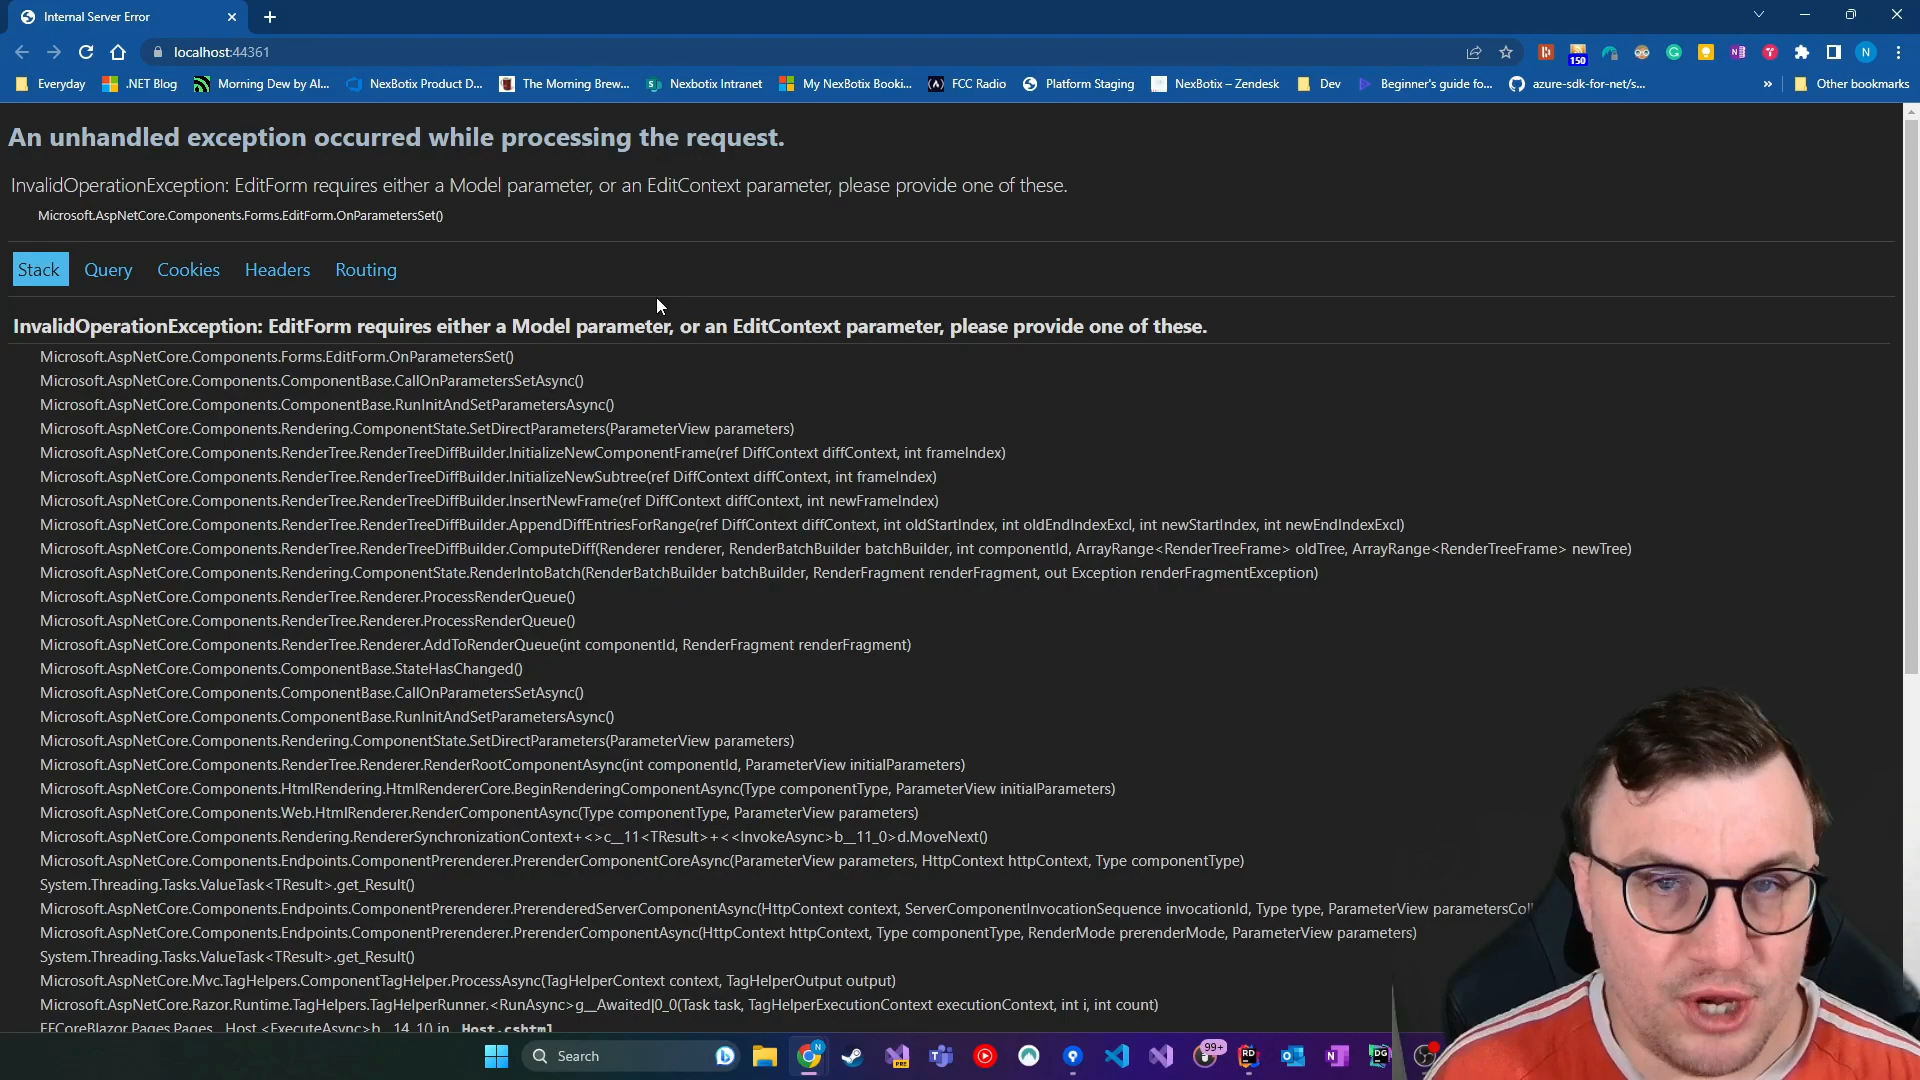 Internal Server Error
localhost:44361
150
N
Everyday
.NET Blog
Morning Dew by Al...
NexBotix Product D...
The Morning Brew...
Nexbotix Intranet
My NexBotix Booki...
FCC Radio
Platform Staging
NexBotix – Zendesk
Dev
Beginner's guide fo...
azure-sdk-for-net/s...
»
Other bookmarks
An unhandled exception occurred while processing the request.
InvalidOperationException: EditForm requires either a Model parameter, or an EditContext parameter, please provide one of these.
Microsoft.AspNetCore.Components.Forms.EditForm.OnParametersSet()
Stack Query Cookies Headers Routing
InvalidOperationException: EditForm requires either a Model parameter, or an EditContext parameter, please provide one of these.
Microsoft.AspNetCore.Components.Forms.EditForm.OnParametersSet()
Microsoft.AspNetCore.Components.ComponentBase.CallOnParametersSetAsync()
Microsoft.AspNetCore.Components.ComponentBase.RunInitAndSetParametersAsync()
Microsoft.AspNetCore.Components.Rendering.ComponentState.SetDirectParameters(ParameterView parameters)
Microsoft.AspNetCore.Components.RenderTree.RenderTreeDiffBuilder.InitializeNewComponentFrame(ref DiffContext diffContext, int frameIndex)
Microsoft.AspNetCore.Components.RenderTree.RenderTreeDiffBuilder.InitializeNewSubtree(ref DiffContext diffContext, int frameIndex)
Microsoft.AspNetCore.Components.RenderTree.RenderTreeDiffBuilder.InsertNewFrame(ref DiffContext diffContext, int newFrameIndex)
Microsoft.AspNetCore.Components.RenderTree.RenderTreeDiffBuilder.AppendDiffEntriesForRange(ref DiffContext diffContext, int oldStartIndex, int oldEndIndexExcl, int newStartIndex, int newEndIndexExcl)
Microsoft.AspNetCore.Components.RenderTree.RenderTreeDiffBuilder.ComputeDiff(Renderer renderer, RenderBatchBuilder batchBuilder, int componentId, ArrayRange<RenderTreeFrame> oldTree, ArrayRange<RenderTreeFrame> newTree)
Microsoft.AspNetCore.Components.Rendering.ComponentState.RenderIntoBatch(RenderBatchBuilder batchBuilder, RenderFragment renderFragment, out Exception renderFragmentException)
Microsoft.AspNetCore.Components.RenderTree.Renderer.ProcessRenderQueue()
Microsoft.AspNetCore.Components.RenderTree.Renderer.ProcessRenderQueue()
Microsoft.AspNetCore.Components.RenderTree.Renderer.AddToRenderQueue(int componentId, RenderFragment renderFragment)
Microsoft.AspNetCore.Components.ComponentBase.StateHasChanged()
Microsoft.AspNetCore.Components.ComponentBase.CallOnParametersSetAsync()
Microsoft.AspNetCore.Components.ComponentBase.RunInitAndSetParametersAsync()
Microsoft.AspNetCore.Components.Rendering.ComponentState.SetDirectParameters(ParameterView parameters)
Microsoft.AspNetCore.Components.RenderTree.Renderer.RenderRootComponentAsync(int componentId, ParameterView initialParameters)
Microsoft.AspNetCore.Components.HtmlRendering.HtmlRendererCore.BeginRenderingComponentAsync(Type componentType, ParameterView initialParameters)
Microsoft.AspNetCore.Components.Web.HtmlRenderer.RenderComponentAsync(Type componentType, ParameterView parameters)
Microsoft.AspNetCore.Components.Rendering.RendererSynchronizationContext+<>c__11<TResult>+<<InvokeAsync>b__11_0>d.MoveNext()
Microsoft.AspNetCore.Components.Endpoints.ComponentPrerenderer.PrerenderComponentCoreAsync(ParameterView parameters, HttpContext httpContext, Type componentType)
System.Threading.Tasks.ValueTask<TResult>.get_Result()
Microsoft.AspNetCore.Components.Endpoints.ComponentPrerenderer.PrerenderedServerComponentAsync(HttpContext context, ServerComponentInvocationSequence invocationId, Type type, ParameterView parametersColl
Microsoft.AspNetCore.Components.Endpoints.ComponentPrerenderer.PrerenderComponentAsync(HttpContext httpContext, Type componentType, RenderMode prerenderMode, ParameterView parameters)
System.Threading.Tasks.ValueTask<TResult>.get_Result()
Microsoft.AspNetCore.Mvc.TagHelpers.ComponentTagHelper.ProcessAsync(TagHelperContext context, TagHelperOutput output)
Microsoft.AspNetCore.Razor.Runtime.TagHelpers.TagHelperRunner.<RunAsync>g__Awaited|0_0(Task task, TagHelperExecutionContext executionContext, int i, int count)
EFCoreBlazor.Pages.Pages__Host.<ExecuteAsync>b__14_1() in _Host.cshtml
Search
99+